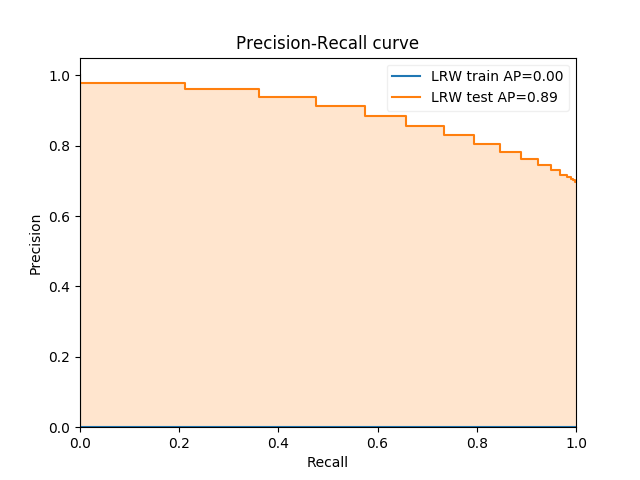 Precision-Recall curve
LRW train AP=0.00
LRW test AP=0.89
1.0
0.8
0.6
0.4
0.2
0.0
Precision
0.0 0.2 0.4 0.6 0.8 1.0
Recall